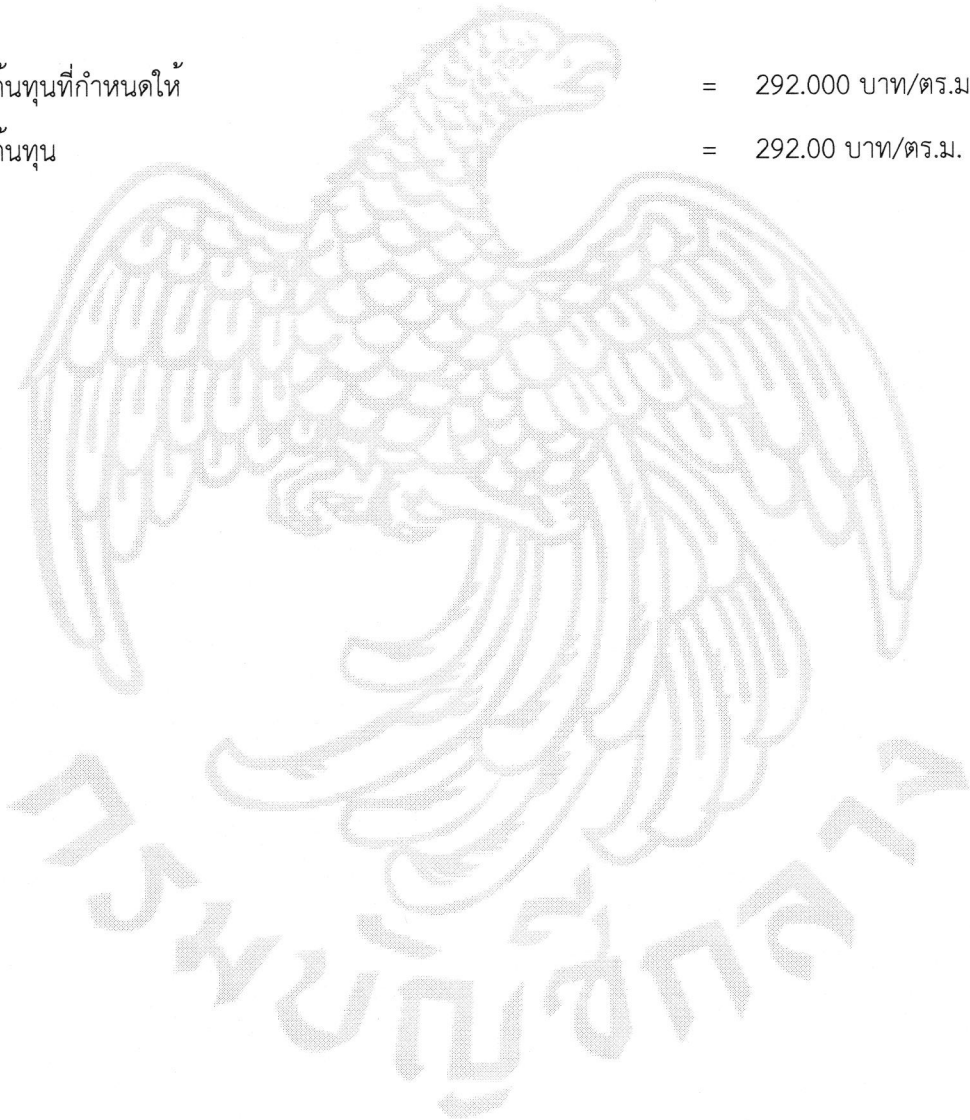 ้นทุนที่กำหนดให้ = 292.000 บาท/ตร.ม
้นทุน = 292.00 บาท/ตร.ม.
กรมบัญชีกลาง